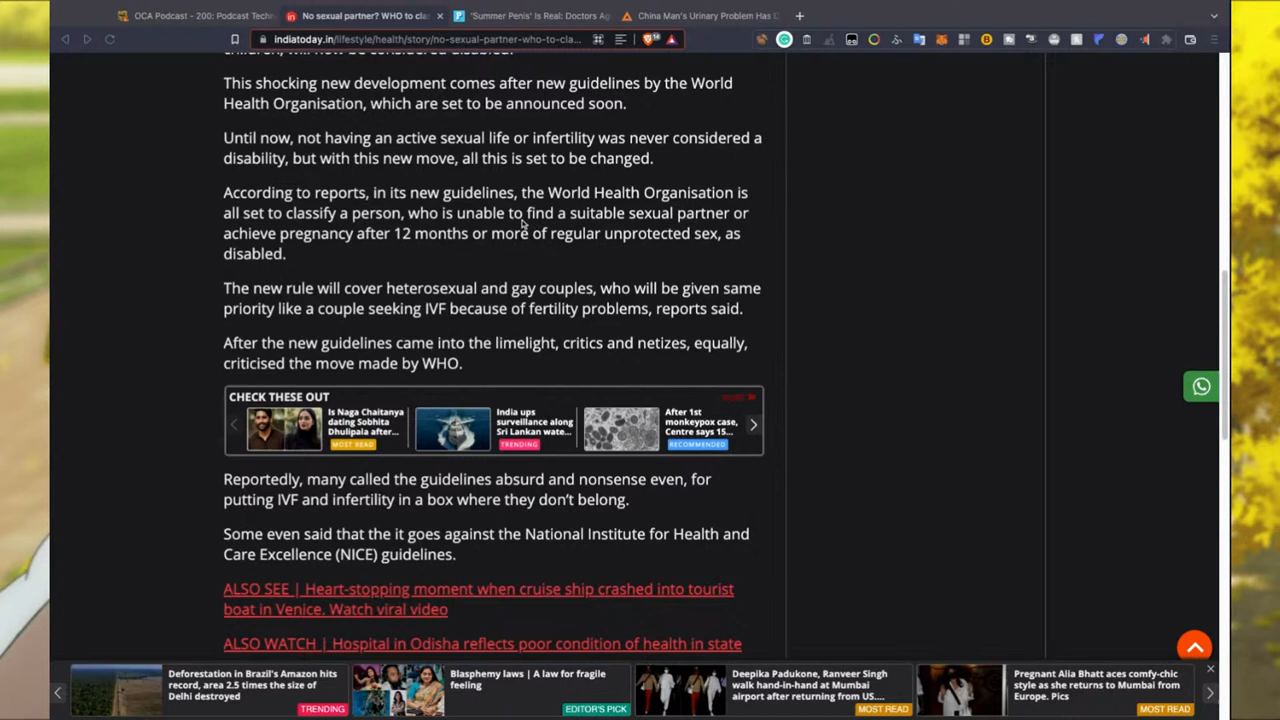 OCA Podcast - 200: Podcast Techn
No sexual partner? WHO to cla
'Summer Penis' Is Real: Doctors Ag
China Man's Urinary Problem Has D
indiatoday.in/lifestyle/health/story/no-sexual-partner-who-to-cla...
This shocking new development comes after new guidelines by the World
Health Organisation, which are set to be announced soon.
Until now, not having an active sexual life or infertility was never considered a
disability, but with this new move, all this is set to be changed.
According to reports, in its new guidelines, the World Health Organisation is
all set to classify a person, who is unable to find a suitable sexual partner or
achieve pregnancy after 12 months or more of regular unprotected sex, as
disabled.
The new rule will cover heterosexual and gay couples, who will be given same
priority like a couple seeking IVF because of fertility problems, reports said.
After the new guidelines came into the limelight, critics and netizes, equally,
criticised the move made by WHO.
CHECK THESE OUT
Is Naga Chaitanya
dating Sobhita
Dhulipala after...
MOST READ
India ups
surveillance along
Sri Lankan wate...
TRENDING
After 1st
monkeypox case,
Centre says 15...
RECOMMENDED
Reportedly, many called the guidelines absurd and nonsense even, for
putting IVF and infertility in a box where they don't belong.
Some even said that the it goes against the National Institute for Health and
Care Excellence (NICE) guidelines.
ALSO SEE | Heart-stopping moment when cruise ship crashed into tourist
boat in Venice. Watch viral video
ALSO WATCH | Hospital in Odisha reflects poor condition of health in state
Deforestation in Brazil's Amazon hits
record, area 2.5 times the size of
Delhi destroyed
TRENDING
Blasphemy laws | A law for fragile
feeling
EDITOR'S PICK
Deepika Padukone, Ranveer Singh
walk hand-in-hand at Mumbai
airport after returning from US....
MOST READ
Pregnant Alia Bhatt aces comfy-chic
style as she returns to Mumbai from
Europe. Pics
MOST READ